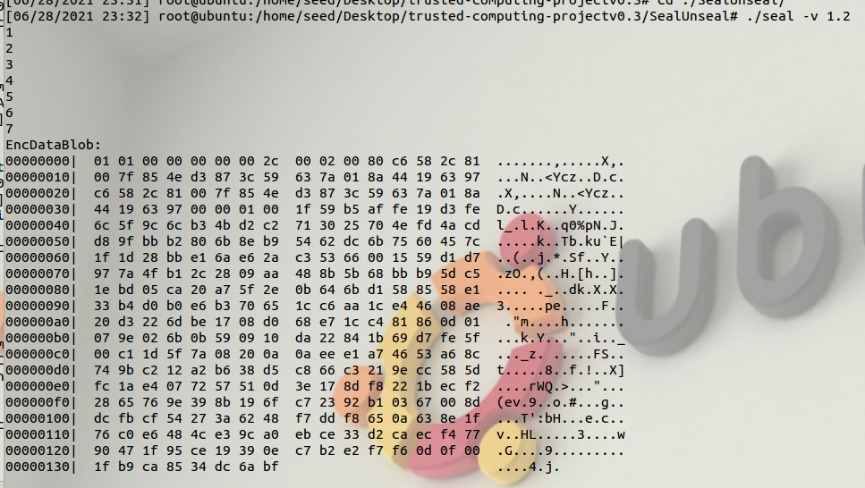 [06/28/2021 23:31] root@ubuntu:/home/seed/Desktop/trusted-computing-projectv0.3# cd ./SealUnseal/
[06/28/2021 23:32] root@ubuntu:/home/seed/Desktop/trusted-computing-projectv0.3/SealUnseal# ./seal -v 1.2
1
2
3
4
5
6
7
EncDataBlob:
00000000|  01 01 00 00 00 00 00 2c  00 02 00 80 c6 58 2c 81  .......,.....X,.
00000010|  00 7f 85 4e d3 87 3c 59  63 7a 01 8a 44 19 63 97  ...N..<Ycz..D.c.
00000020|  c6 58 2c 81 00 7f 85 4e  d3 87 3c 59 63 7a 01 8a  .X,....N..<Ycz..
00000030|  44 19 63 97 00 00 01 00  1f 59 b5 af fe 19 d3 fe  D.c......Y......
00000040|  6c 5f 9c 6c b3 4b d2 c2  71 30 25 70 4e fd 4a cd  l_.l.K..q0%pN.J.
00000050|  d8 9f bb b2 80 6b 8e b9  54 62 dc 6b 75 60 45 7c  .....k..Tb.ku`E|
00000060|  1f 1d 28 bb e1 6a e6 2a  c3 53 66 00 15 59 d1 d7  ..(..j.*.Sf..Y..
00000070|  97 7a 4f b1 2c 28 09 aa  48 8b 5b 68 bb b9 5d c5  .zO.,(..H.[h..].
00000080|  1e bd 05 ca 20 a7 5f 2e  0b 64 6b d1 58 85 58 e1  .... ._..dk.X.X.
00000090|  33 b4 d0 b0 e6 b3 70 65  1c c6 aa 1c e4 46 88 ae  3.....pe.....F..
000000a0|  20 d3 22 6d be 17 08 d0  68 e7 1c c4 81 86 0d 01   ."m....h.......
000000b0|  07 9e 02 6b 0b 59 09 10  da 22 84 1b 69 d7 fe 5f  ...k.Y..."..i.._
000000c0|  00 c1 1d 5f 7a 08 20 0a  0a ee e1 a7 46 53 a6 8c  ..._z. .....FS..
000000d0|  74 9b c2 12 a2 b6 38 d5  c8 66 c3 21 9e cc 58 5d  t.....8..f.!..X]
000000e0|  fc 1a e4 07 72 57 51 0d  3e 17 8d f8 22 1b ec f2  ....rWQ.>..."...
000000f0|  28 65 76 9e 39 8b 19 6f  c7 23 92 b1 03 67 00 8d  (ev.9..o.#...g..
00000100|  dc fb cf 54 27 3a 62 48  f7 dd f8 65 0a 63 8e 1f  ...T':bH...e.c..
00000110|  76 c0 e6 48 4c e3 9c a0  eb ce 33 d2 ca ec f4 77  v..HL.....3....w
00000120|  90 47 1f 95 ce 19 39 0e  c7 b2 e2 f7 f6 0d 0f 00  .G....9.........
00000130|  1f b9 ca 85 34 dc 6a bf  ....4.j.